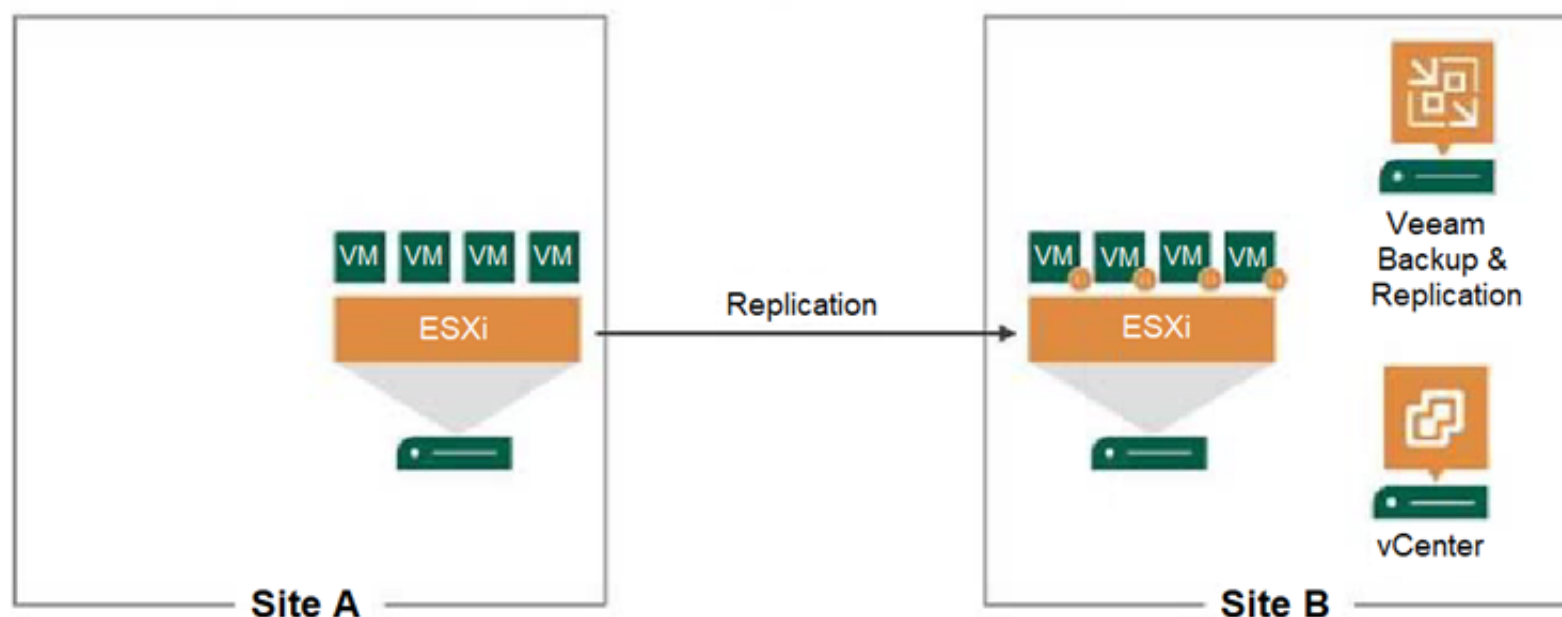 VM VM VM VM
ESXi
Site A
Replication
VM VM VM VM
ESXi
Veeam
Backup &
Replication
vCenter
Site B